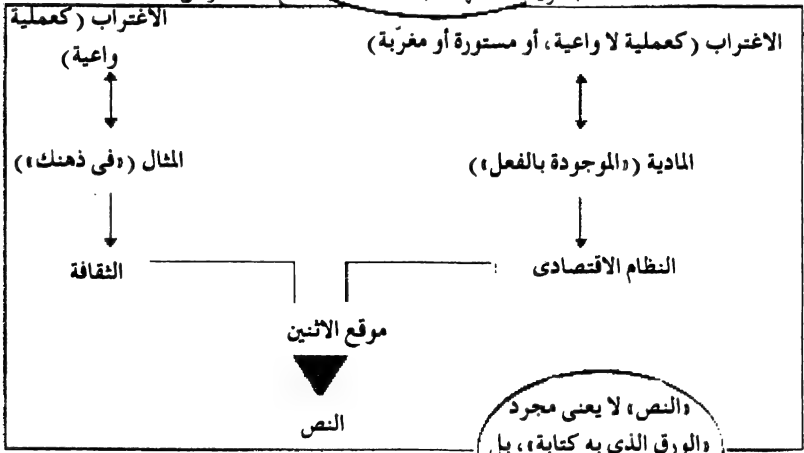 الاغتراب (كعملية لا واعية، أو مستورة أو مغرّبة)
الاغتراب (كعملية
واعية)
المادية («الموجودة بالفعل»)
المثال («فى ذهنك»)
النظام الاقتصادى
الثقافة
موقع الاثنين
النص
«النص» لا يعنى مجرد
«الورق الذى به كتابة»، بل